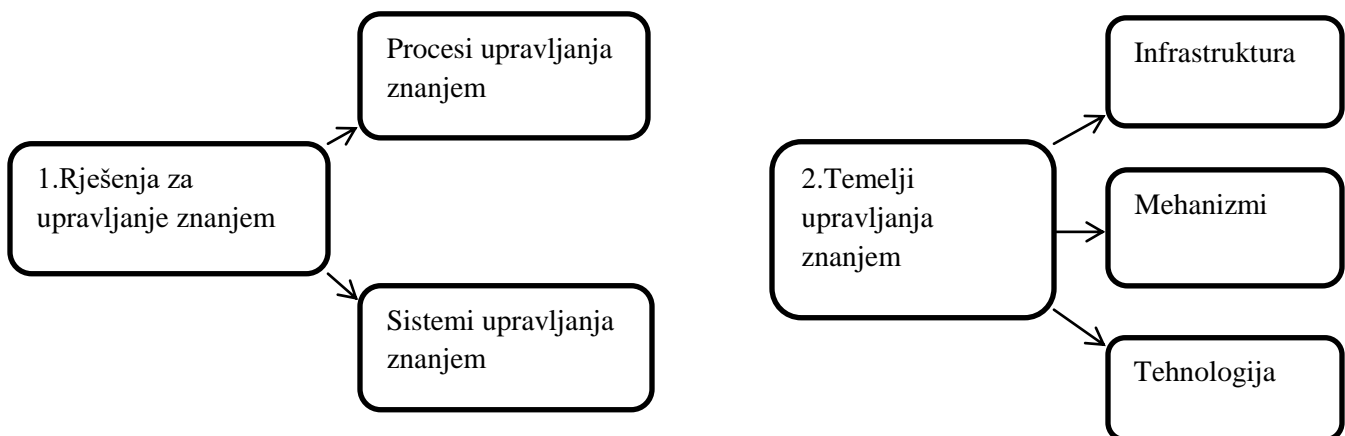 1.Rješenja za
upravljanje znanjem
Procesi upravljanja
znanjem
Sistemi upravljanja
znanjem
2.Temelji
upravljanja
znanjem
Infrastruktura
Mehanizmi
Tehnologija